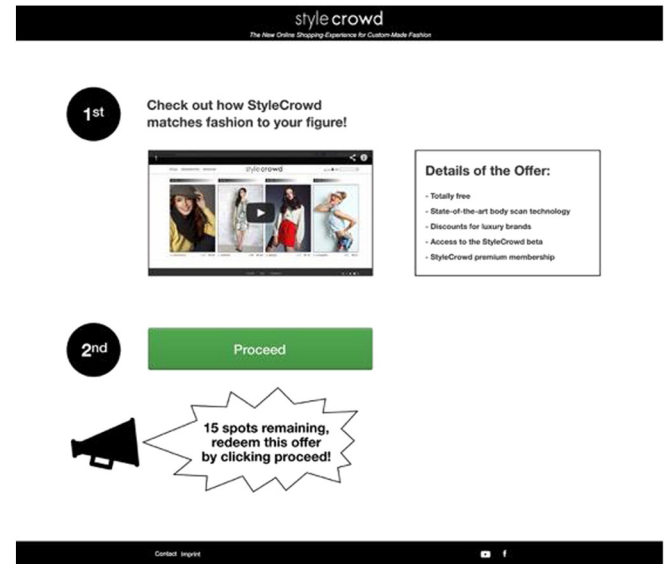 stylecrowd
The New Online Shopping-Experience for Custom-Made Fashion
1st
Check out how StyleCrowd
matches fashion to your figure!
stylecrowd
Details of the Offer:
- Totally free
- State-of-the-art body scan technology
- Discounts for luxury brands
- Access to the StyleCrowd beta
- StyleCrowd premium membership
2nd
Proceed
15 spots remaining,
redeem this offer
by clicking proceed!
Contact Imprint